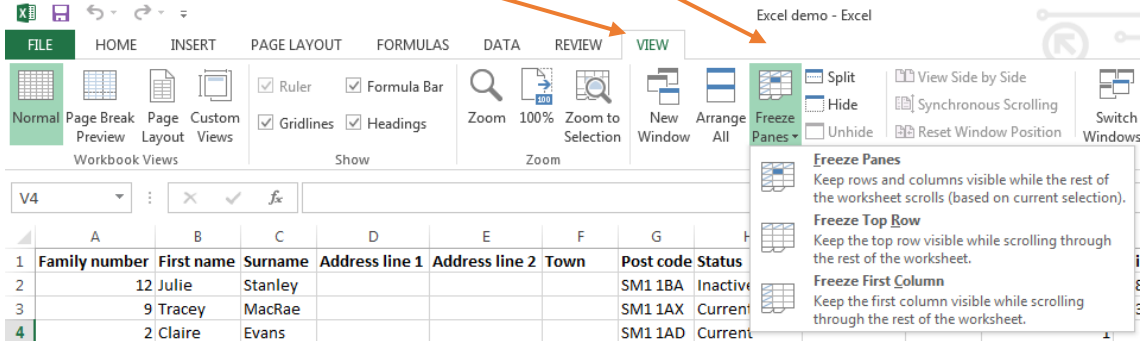 Excel demo - Excel
FILE HOME INSERT PAGE LAYOUT FORMULAS DATA REVIEW VIEW
Normal Page Break Preview Page Layout Custom Views
Workbook Views
Ruler Formula Bar
Gridlines Headings
Show
Zoom 100% Zoom to Selection
Zoom
New Window Arrange All Freeze Panes
Split
Hide
Unhide
View Side by Side
Synchronous Scrolling
Reset Window Position
Switch Windows
Freeze Panes
Keep rows and columns visible while the rest of
the worksheet scrolls (based on current selection).
Freeze Top Row
Keep the top row visible while scrolling through
the rest of the worksheet.
Freeze First Column
Keep the first column visible while scrolling
through the rest of the worksheet.
V4 fx
A B C D E F G
1 Family number First name Surname Address line 1 Address line 2 Town Post code Status
2 12 Julie Stanley SM1 1BA Inactive
3 9 Tracey MacRae SM1 1AX Current
4 2 Claire Evans SM1 1AD Current 1